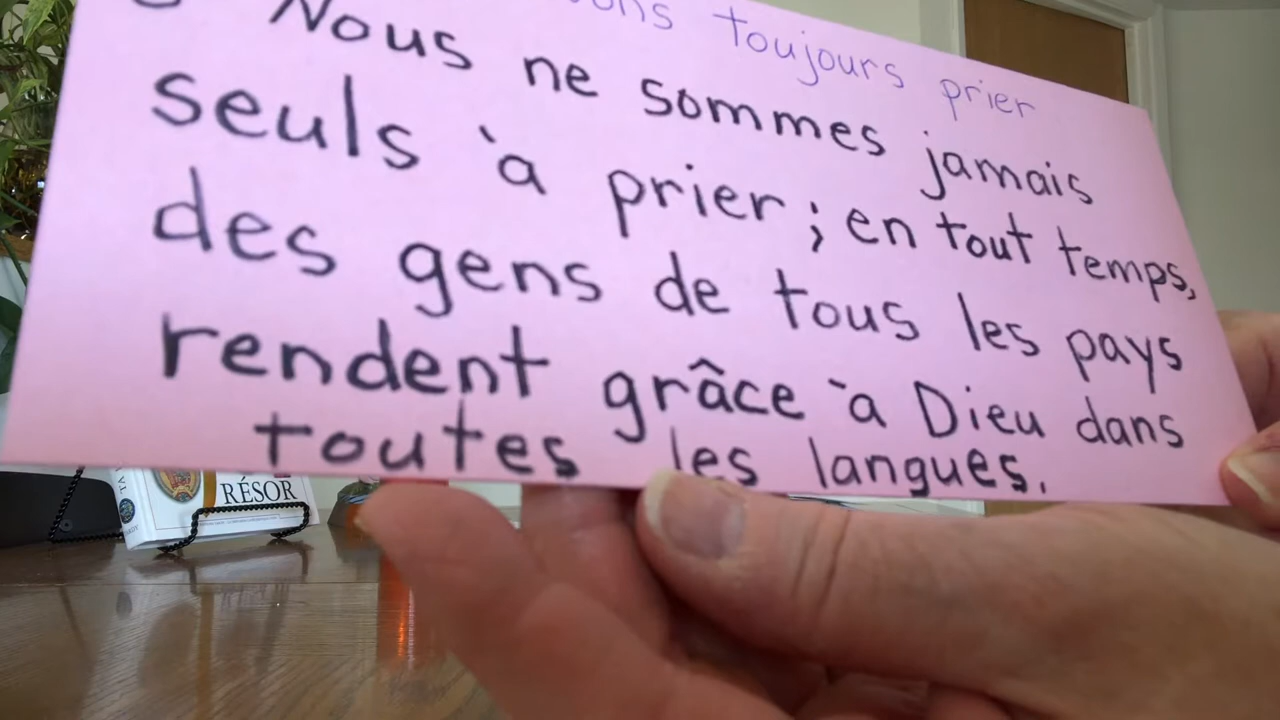 toujours prier
Nous ne sommes jamais
seuls à prier; en tout temps,
des gens de tous les pays
rendent grâce à Dieu dans
toutes les langues.
RÉSOR